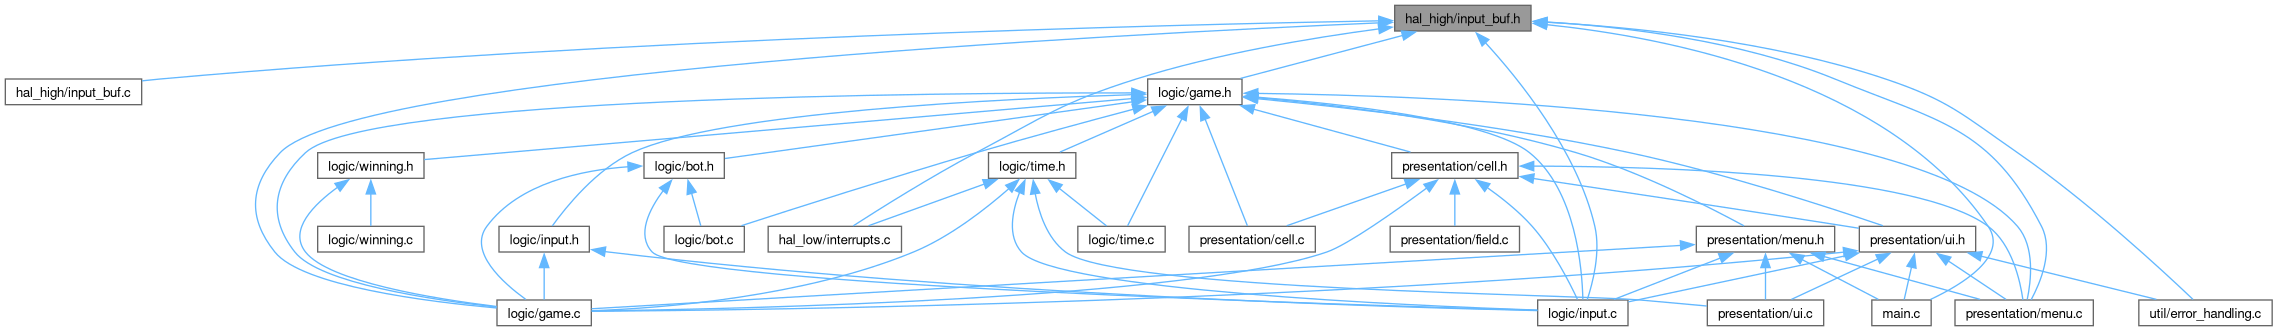 hal_high/input_buf.h
hal_high/input_buf.c
logic/game.h
logic/winning.h
logic/bot.h
logic/time.h
presentation/cell.h
logic/winning.c
logic/input.h
logic/bot.c
hal_low/interrupts.c
logic/time.c
presentation/cell.c
presentation/field.c
presentation/menu.h
presentation/ui.h
logic/game.c
logic/input.c
presentation/ui.c
main.c
presentation/menu.c
util/error_handling.c